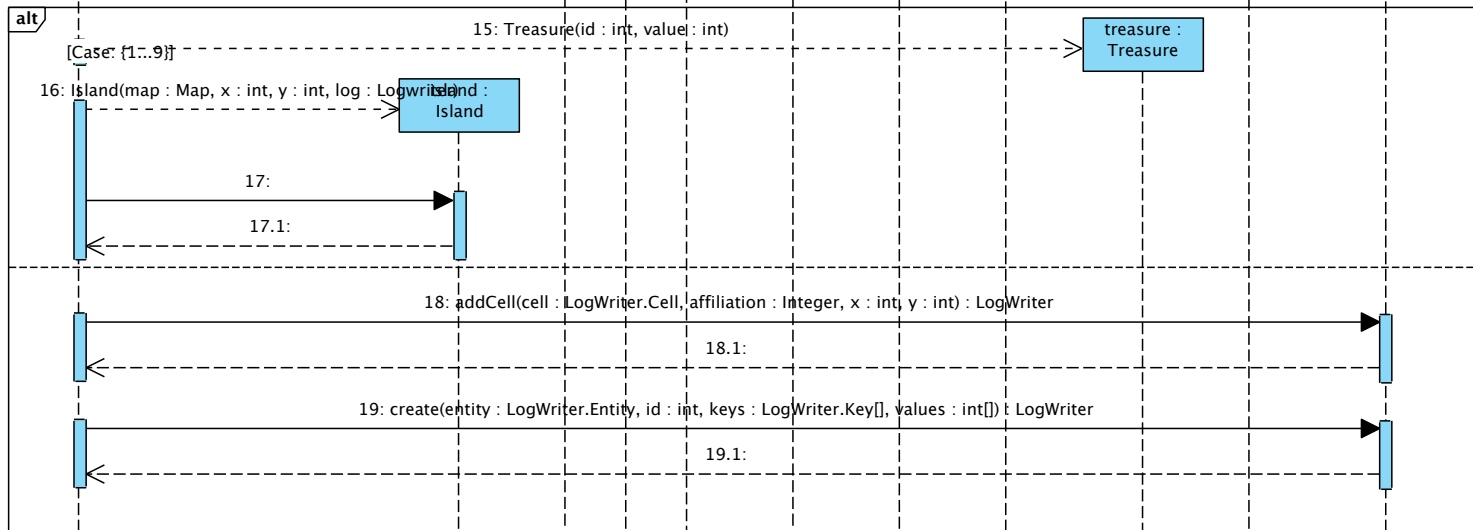 alt
15: Treasure(id : int, value : int)
treasure :
Treasure
[Case: {1...9}]
16: Island(map : Map, x : int, y : int, log : Logwriter)
island :
Island
17:
17.1:
18: addCell(cell : LogWriter.Cell, affiliation : Integer, x : int, y : int) : LogWriter
18.1:
19: create(entity : LogWriter.Entity, id : int, keys : LogWriter.Key[], values : int[]) : LogWriter
19.1: